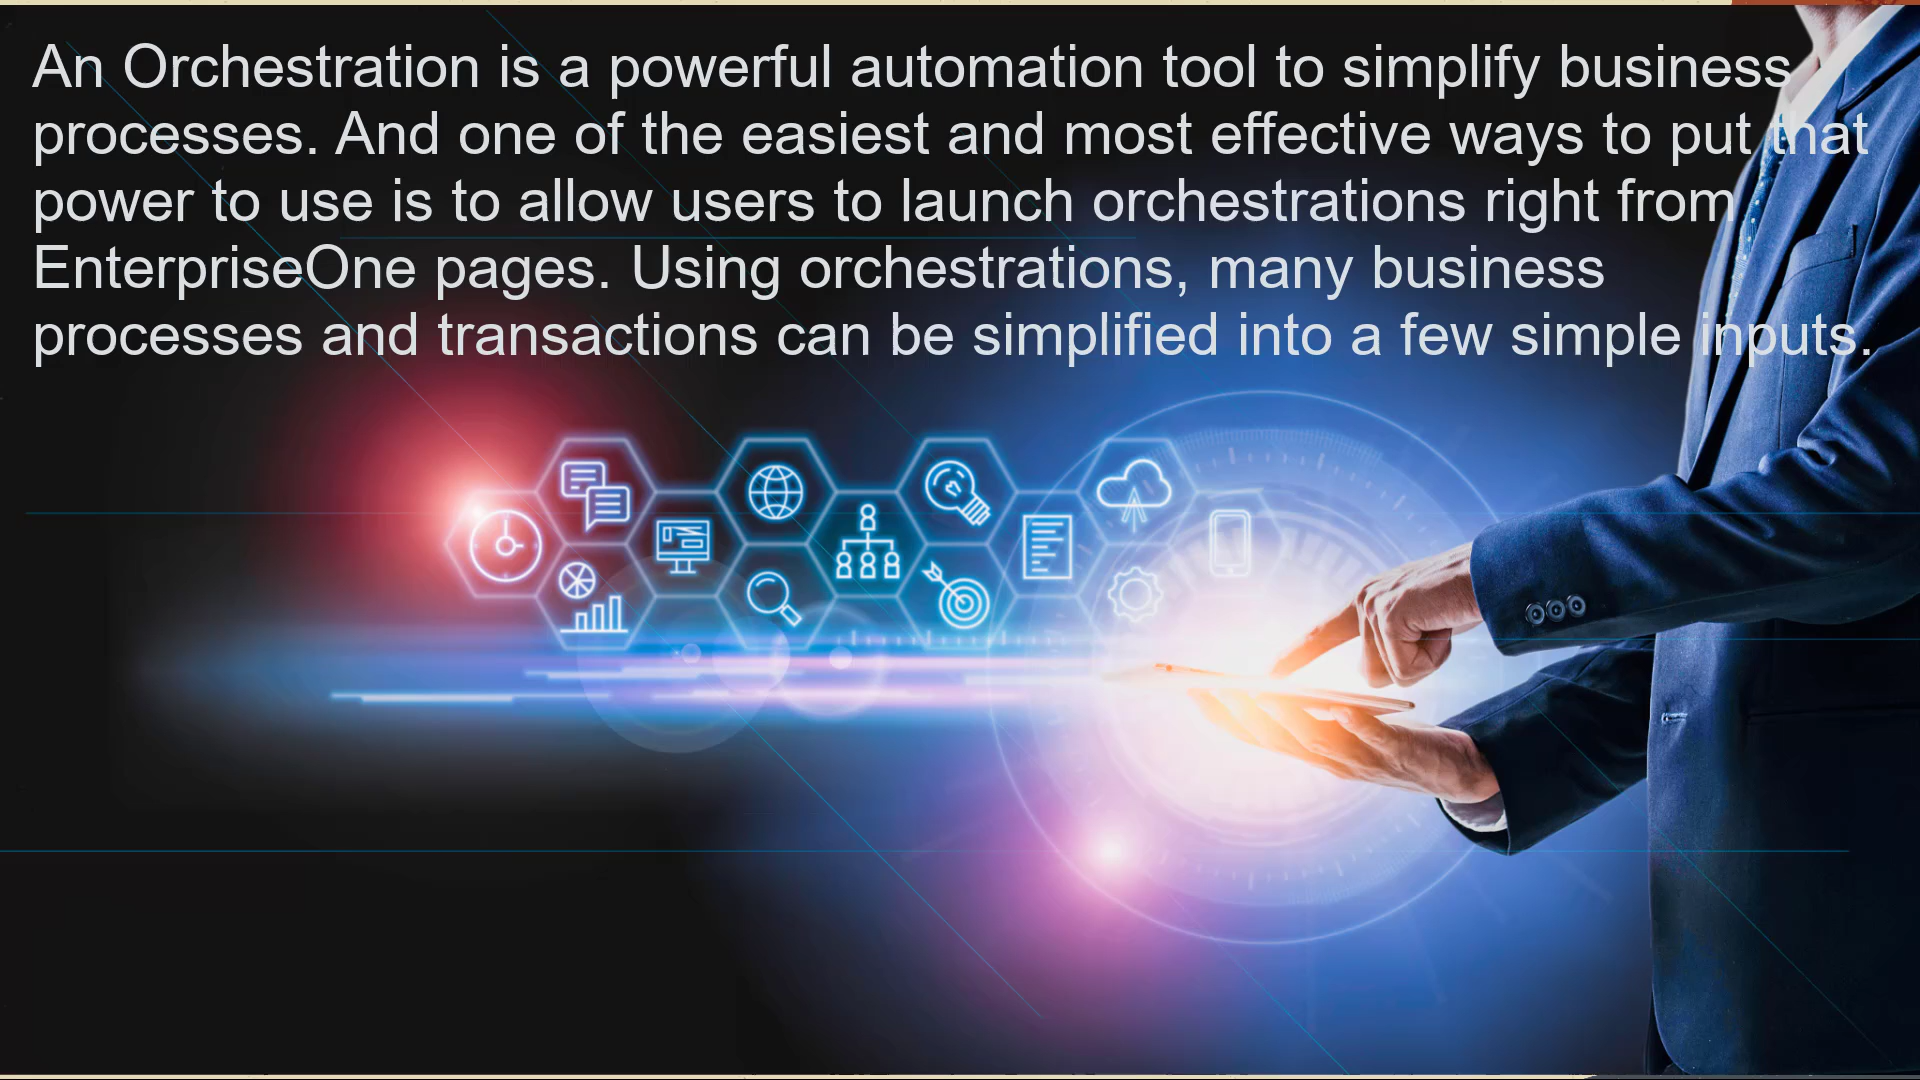 An Orchestration is a powerful automation tool to simplify business
processes. And one of the easiest and most effective ways to put that
power to use is to allow users to launch orchestrations right from
EnterpriseOne pages. Using orchestrations, many business
processes and transactions can be simplified into a few simple inputs.